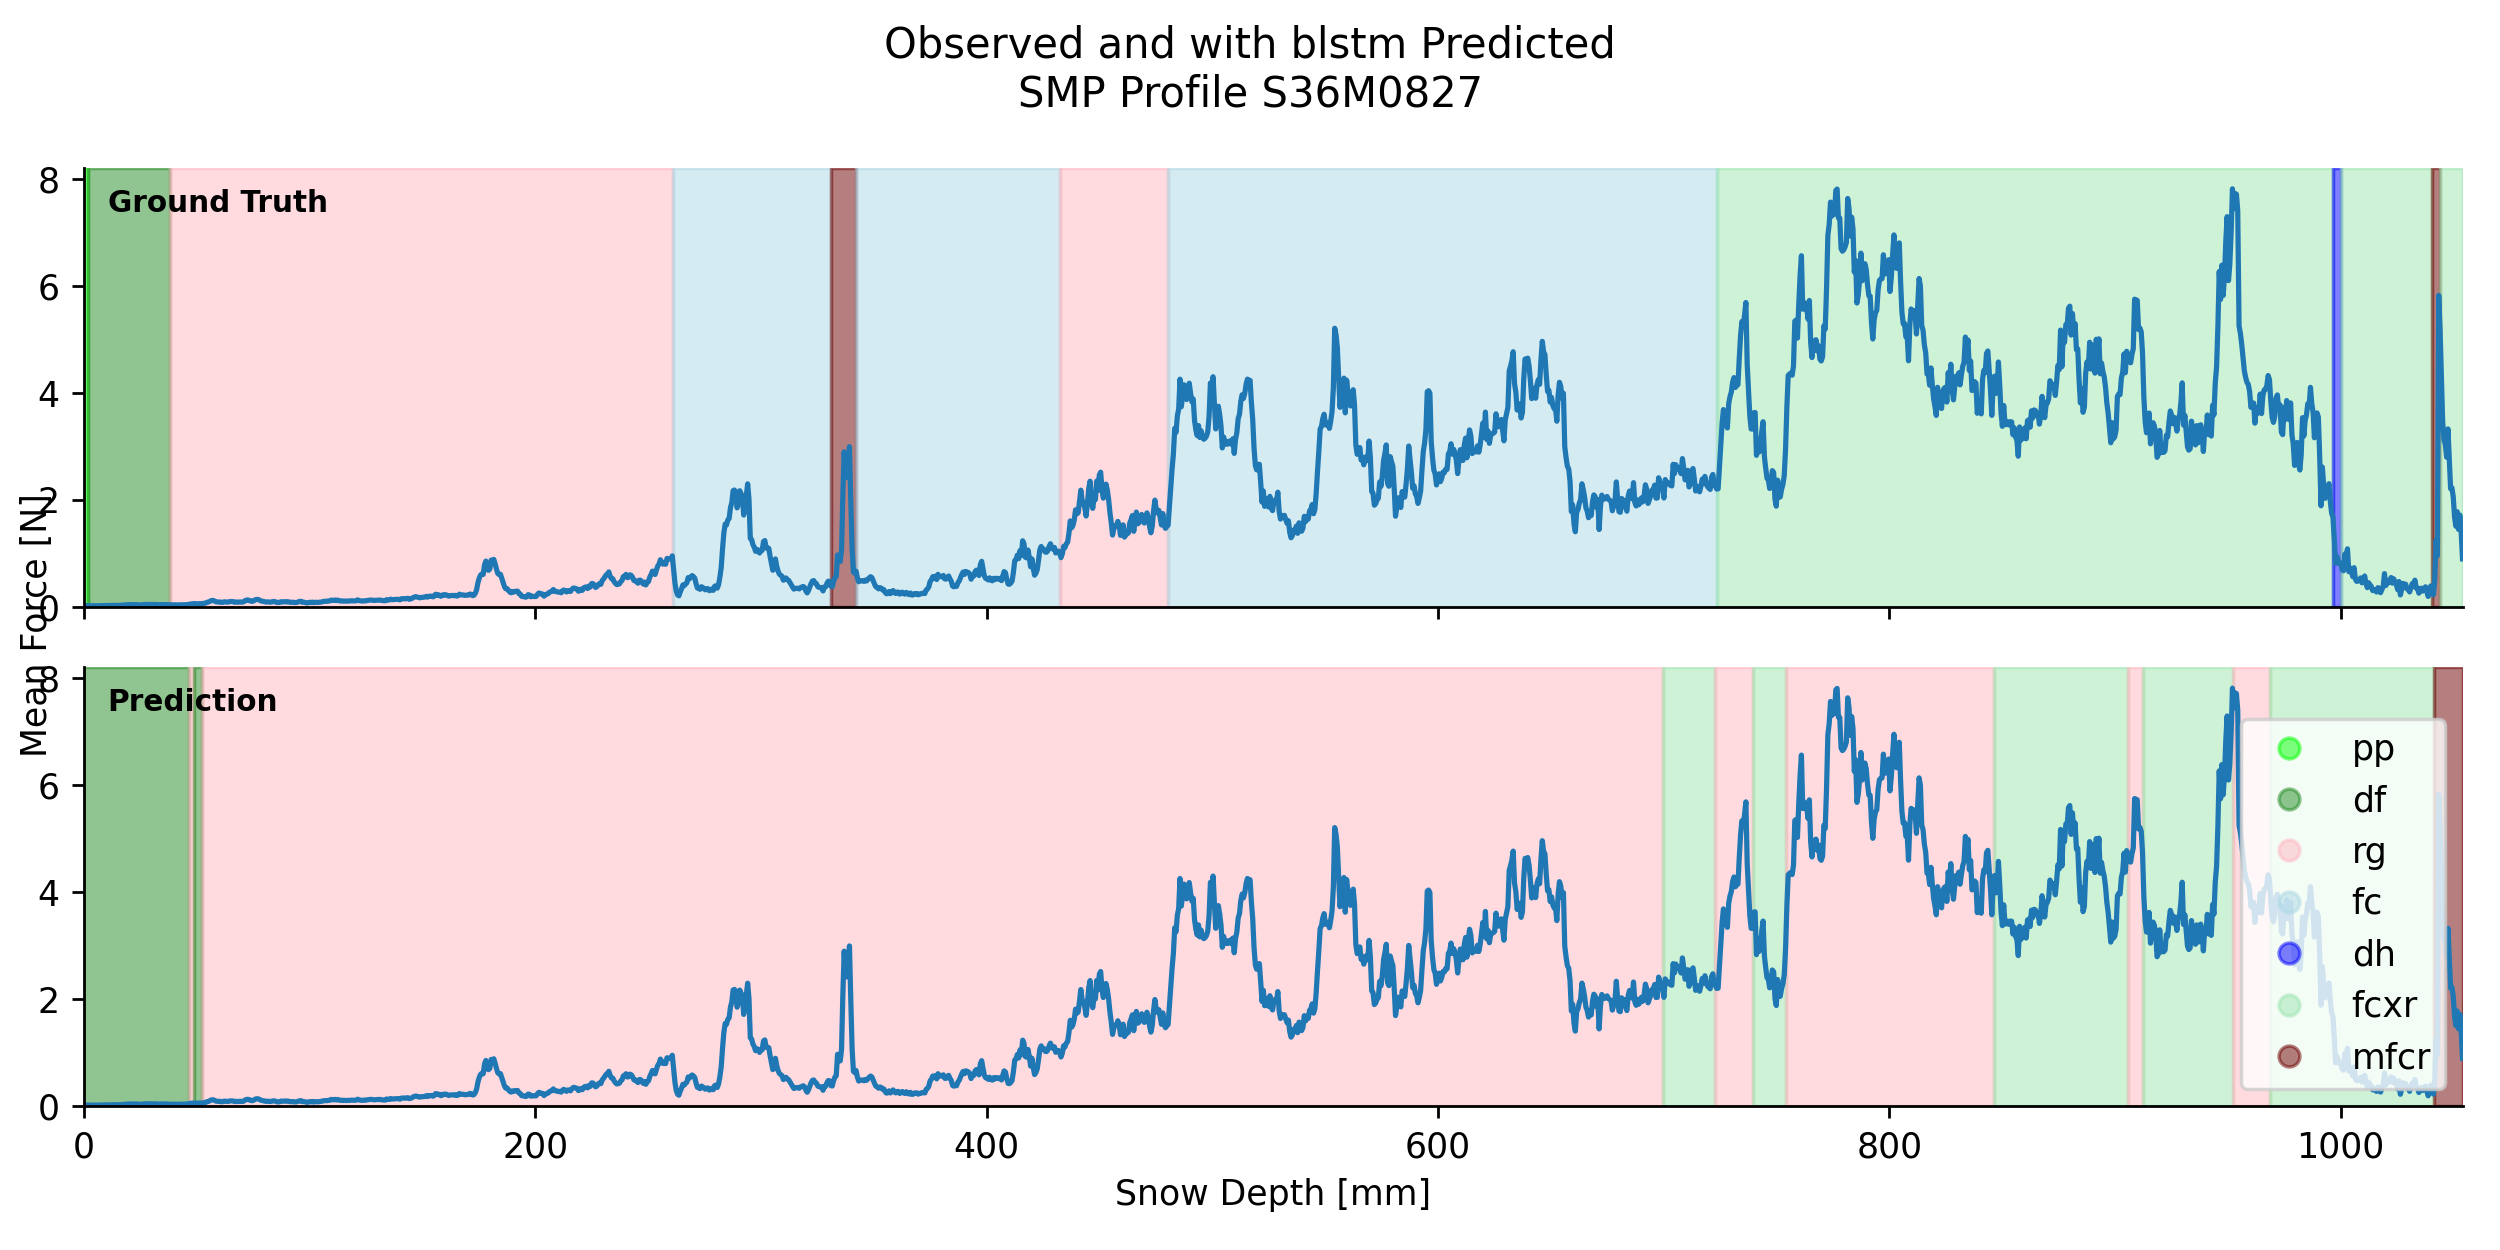 Observed and with blstm Predicted
SMP Profile S36M0827
8
6
4
2
0
Ground Truth
Mean Force [N]
8
6
4
2
0
Prediction
pp
df
rg
fc
dh
fcxr
mfcr
0 200 400 600 800 1000
Snow Depth [mm]